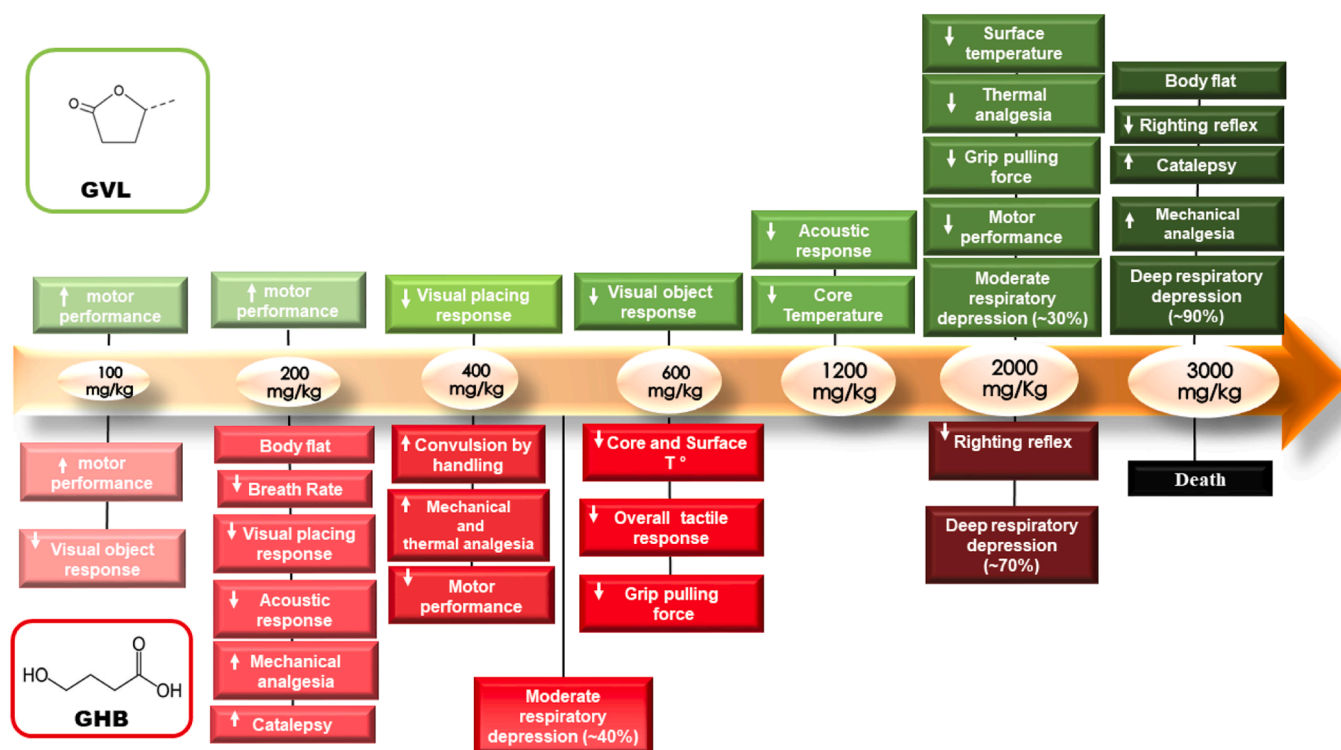 O
O
GVL
↑ motor
performance
↑ motor
performance
↓ Visual placing
response
↓ Visual object
response
↓ Acoustic
response
↓ Core
Temperature
↓ Surface
temperature
↓ Thermal
analgesia
↓ Grip pulling
force
↓ Motor
performance
Moderate
respiratory
depression (~30%)
Body flat
↓ Righting reflex
↑ Catalepsy
↑ Mechanical
analgesia
Deep respiratory
depression
(~90%)
100
mg/kg
200
mg/kg
400
mg/kg
600
mg/kg
1200
mg/kg
2000
mg/Kg
3000
mg/kg
↑ motor
performance
↓ Visual object
response
Body flat
↓ Breath Rate
↓ Visual placing
response
↓ Acoustic
response
↑ Mechanical
analgesia
↑ Catalepsy
↑ Convulsion by
handling
↑ Mechanical
and
thermal analgesia
↓ Motor
performance
Moderate
respiratory
depression (~40%)
↓ Core and Surface
T °
↓ Overall tactile
response
↓ Grip pulling
force
↓ Righting reflex
Deep respiratory
depression
(~70%)
Death
O
HO
OH
GHB